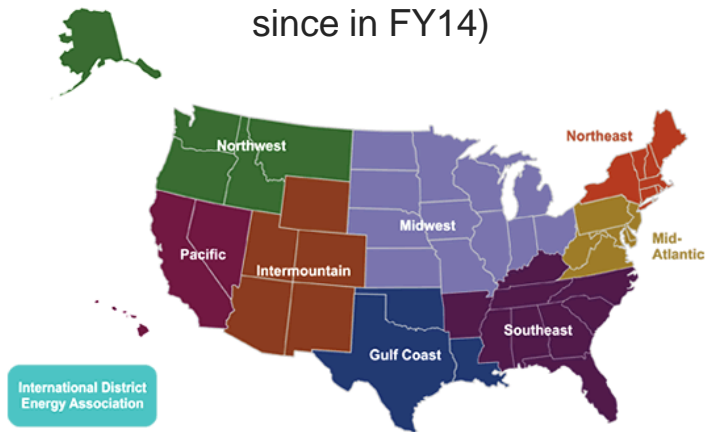 since in FY14)
Northwest
Northeast
Midwest
Mid-
Atlantic
Pacific
Intermountain
Southeast
Gulf Coast
International District
Energy Association